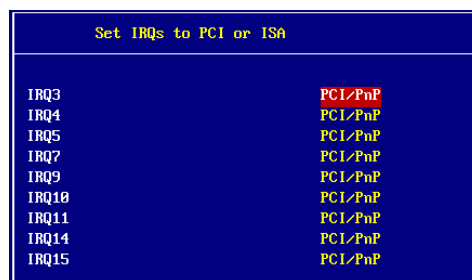 Set IRQs to PCI or ISA
IRQ3 PCI/PnP
IRQ4 PCI/PnP
IRQ5 PCI/PnP
IRQ7 PCI/PnP
IRQ9 PCI/PnP
IRQ10 PCI/PnP
IRQ11 PCI/PnP
IRQ14 PCI/PnP
IRQ15 PCI/PnP